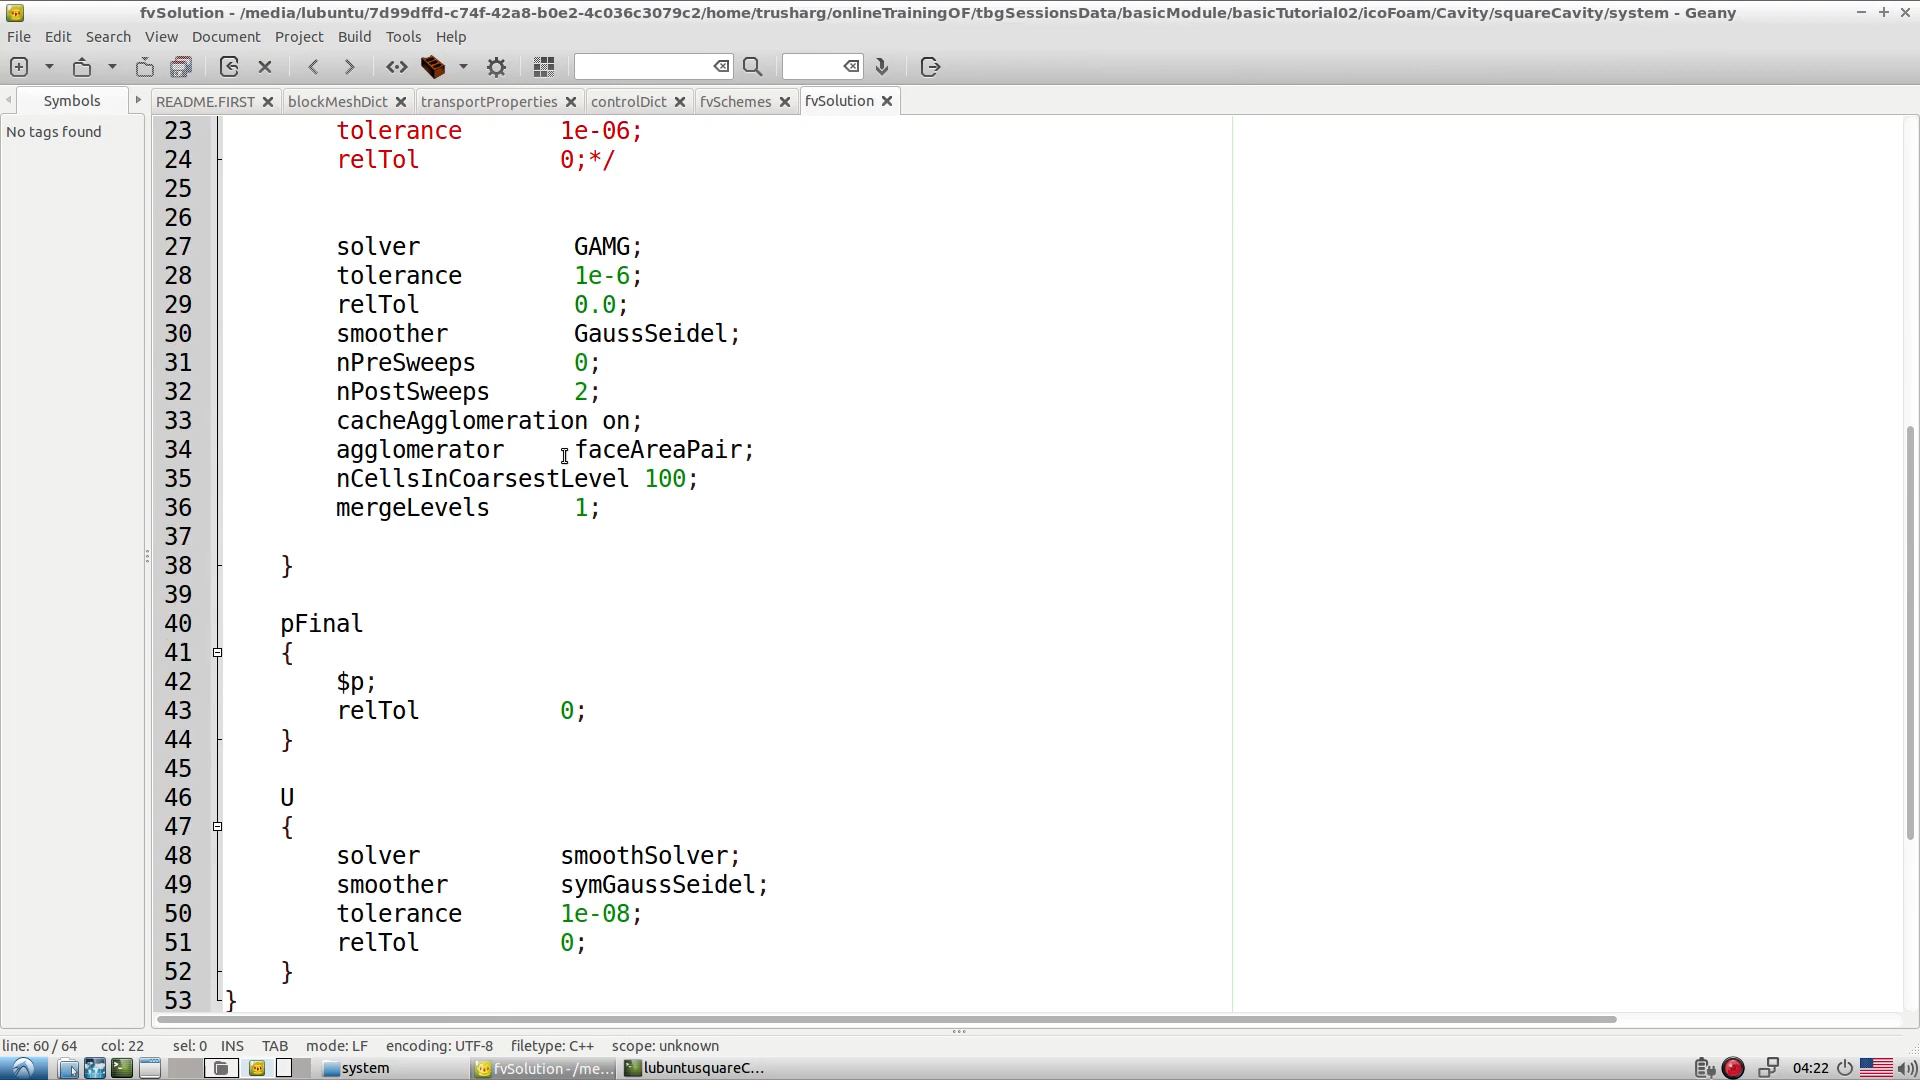 fvSolution - /media/lubuntu/7d99dffd-c74f-42a8-b0e2-4c036c3079c2/home/trusharg/onlineTrainingOF/tbgSessionsData/basicModule/basicTutorial02/icoFoam/Cavity/squareCavity/system - Geany
File Edit Search View Document Project Build Tools Help
Symbols README.FIRST blockMeshDict transportProperties controlDict fvSchemes fvSolution
No tags found
23 tolerance 1e-06;
24 relTol 0;*/
25
26
27 solver GAMG;
28 tolerance 1e-6;
29 relTol 0.0;
30 smoother GaussSeidel;
31 nPreSweeps 0;
32 nPostSweeps 2;
33 cacheAgglomeration on;
34 agglomerator faceAreaPair;
35 nCellsInCoarsestLevel 100;
36 mergeLevels 1;
37
38 }
39
40 pFinal
41 {
42 $p;
43 relTol 0;
44 }
45
46 U
47 {
48 solver smoothSolver;
49 smoother symGaussSeidel;
50 tolerance 1e-08;
51 relTol 0;
52 }
53 }
line: 60 / 64 col: 22 sel: 0 INS TAB mode: LF encoding: UTF-8 filetype: C++ scope: unknown
system fvSolution - /me... lubuntusquareC... 04:22